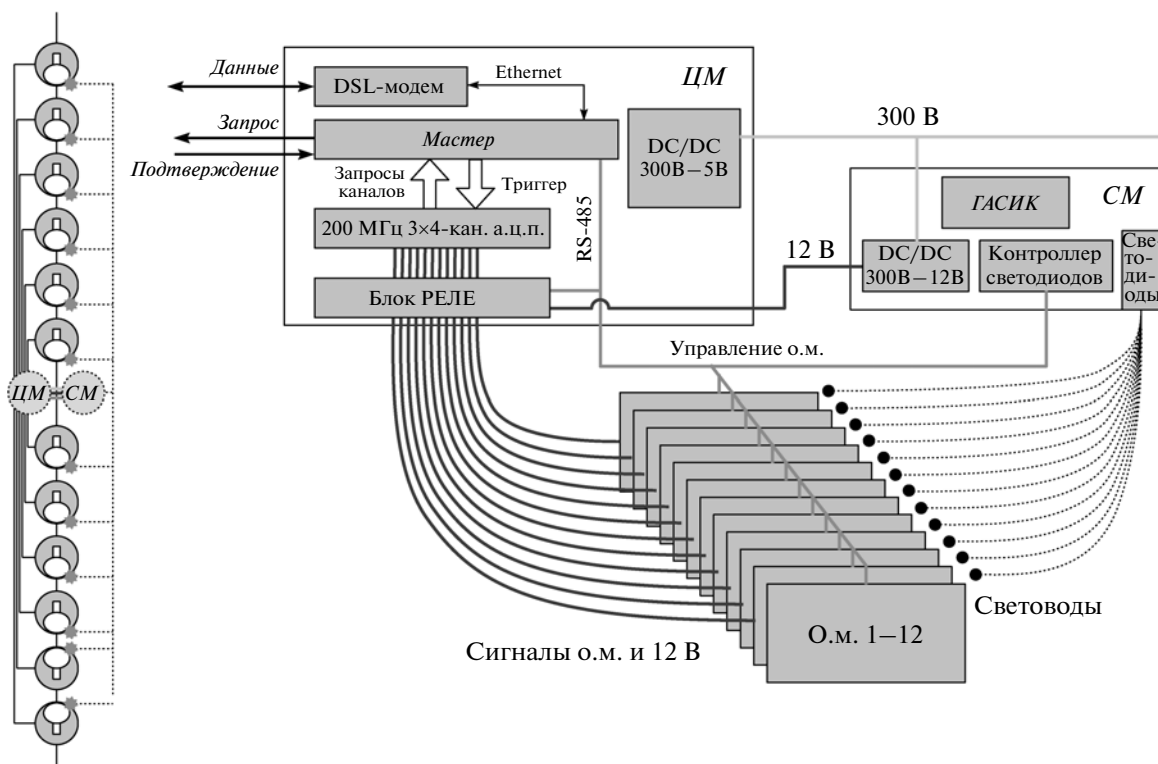 ЦМ
СМ
Данные
Запрос
Подтверждение
DSL-модем
Ethernet
ЦМ
Мастер
Запросы
каналов
Триггер
200 МГц 3×4-кан. а.ц.п.
Блок РЕЛЕ
RS-485
DC/DC
300В–5В
300 В
12 В
ГАСИК
СМ
DC/DC
300В–12В
Контроллер
светодиодов
Све-
то-
ди-
оды
Управление о.м.
Световоды
О.м. 1–12
Сигналы о.м. и 12 В